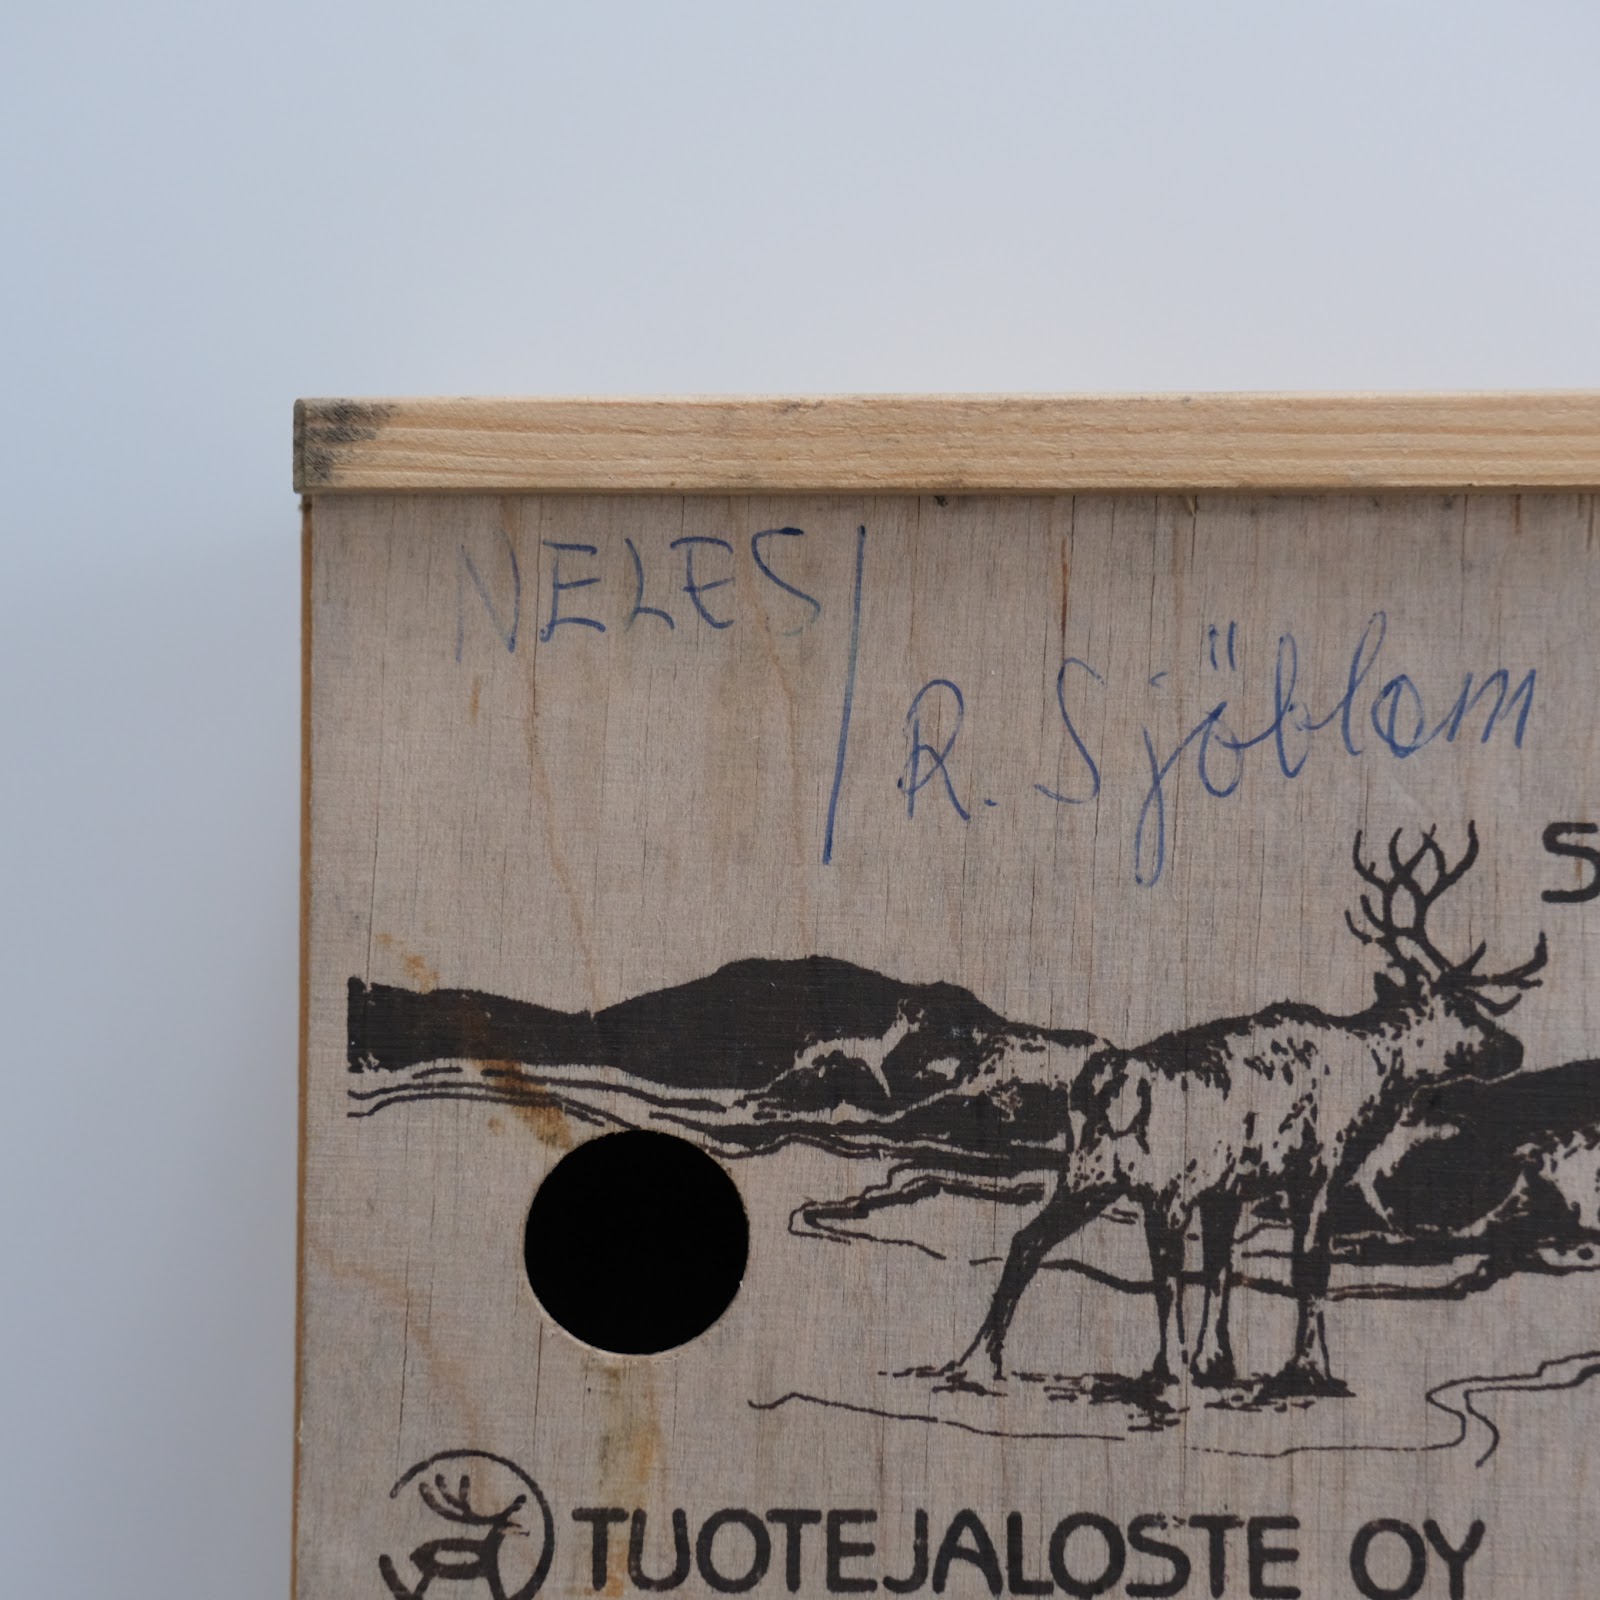 NELES/
R. Sjöblom
S
TUOTEJALOSTE OY